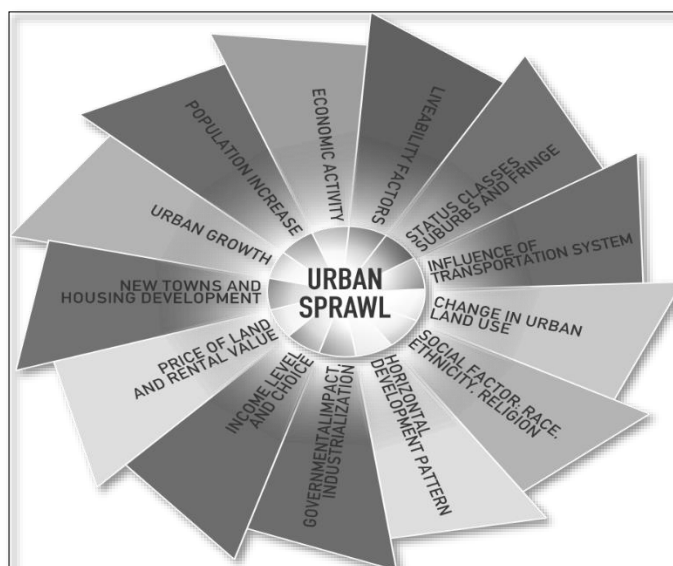 URBAN
SPRAWL
ECONOMIC ACTIVITY
LIVEABILITY FACTORS
STATUS CLASSES
SUBURBS AND FRINGE
INFLUENCE OF
TRANSPORTATION SYSTEM
CHANGE IN URBAN
LAND USE
SOCIAL FACTOR, RACE,
ETHNICITY, RELIGION
HORIZONTAL
DEVELOPMENT PATTERN
GOVERNMENTAL IMPACT,
INDUSTRIALIZATION
INCOME LEVEL
AND CHOICE
PRICE OF LAND
AND RENTAL VALUE
NEW TOWNS AND
HOUSING DEVELOPMENT
URBAN GROWTH
POPULATION INCREASE